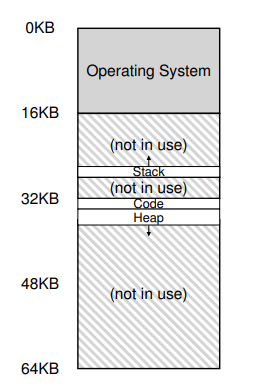 0KB
Operating System
16KB
(not in use)
Stack
(not in use)
32KB
Code
Heap
48KB
(not in use)
64KB